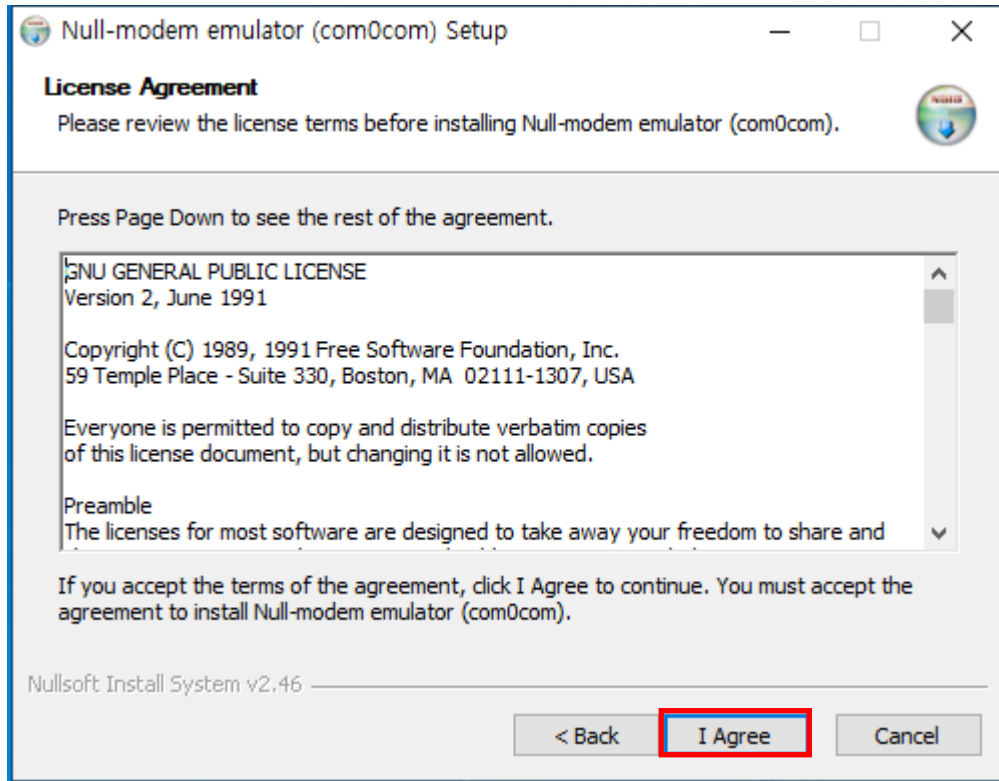 Null-modem emulator (com0com) Setup
License Agreement
Please review the license terms before installing Null-modem emulator (com0com).
Press Page Down to see the rest of the agreement.
GNU GENERAL PUBLIC LICENSE
Version 2, June 1991
Copyright (C) 1989, 1991 Free Software Foundation, Inc.
59 Temple Place - Suite 330, Boston, MA  02111-1307, USA
Everyone is permitted to copy and distribute verbatim copies
of this license document, but changing it is not allowed.
Preamble
The licenses for most software are designed to take away your freedom to share and
If you accept the terms of the agreement, click I Agree to continue. You must accept the
agreement to install Null-modem emulator (com0com).
Nullsoft Install System v2.46
< Back
I Agree
Cancel